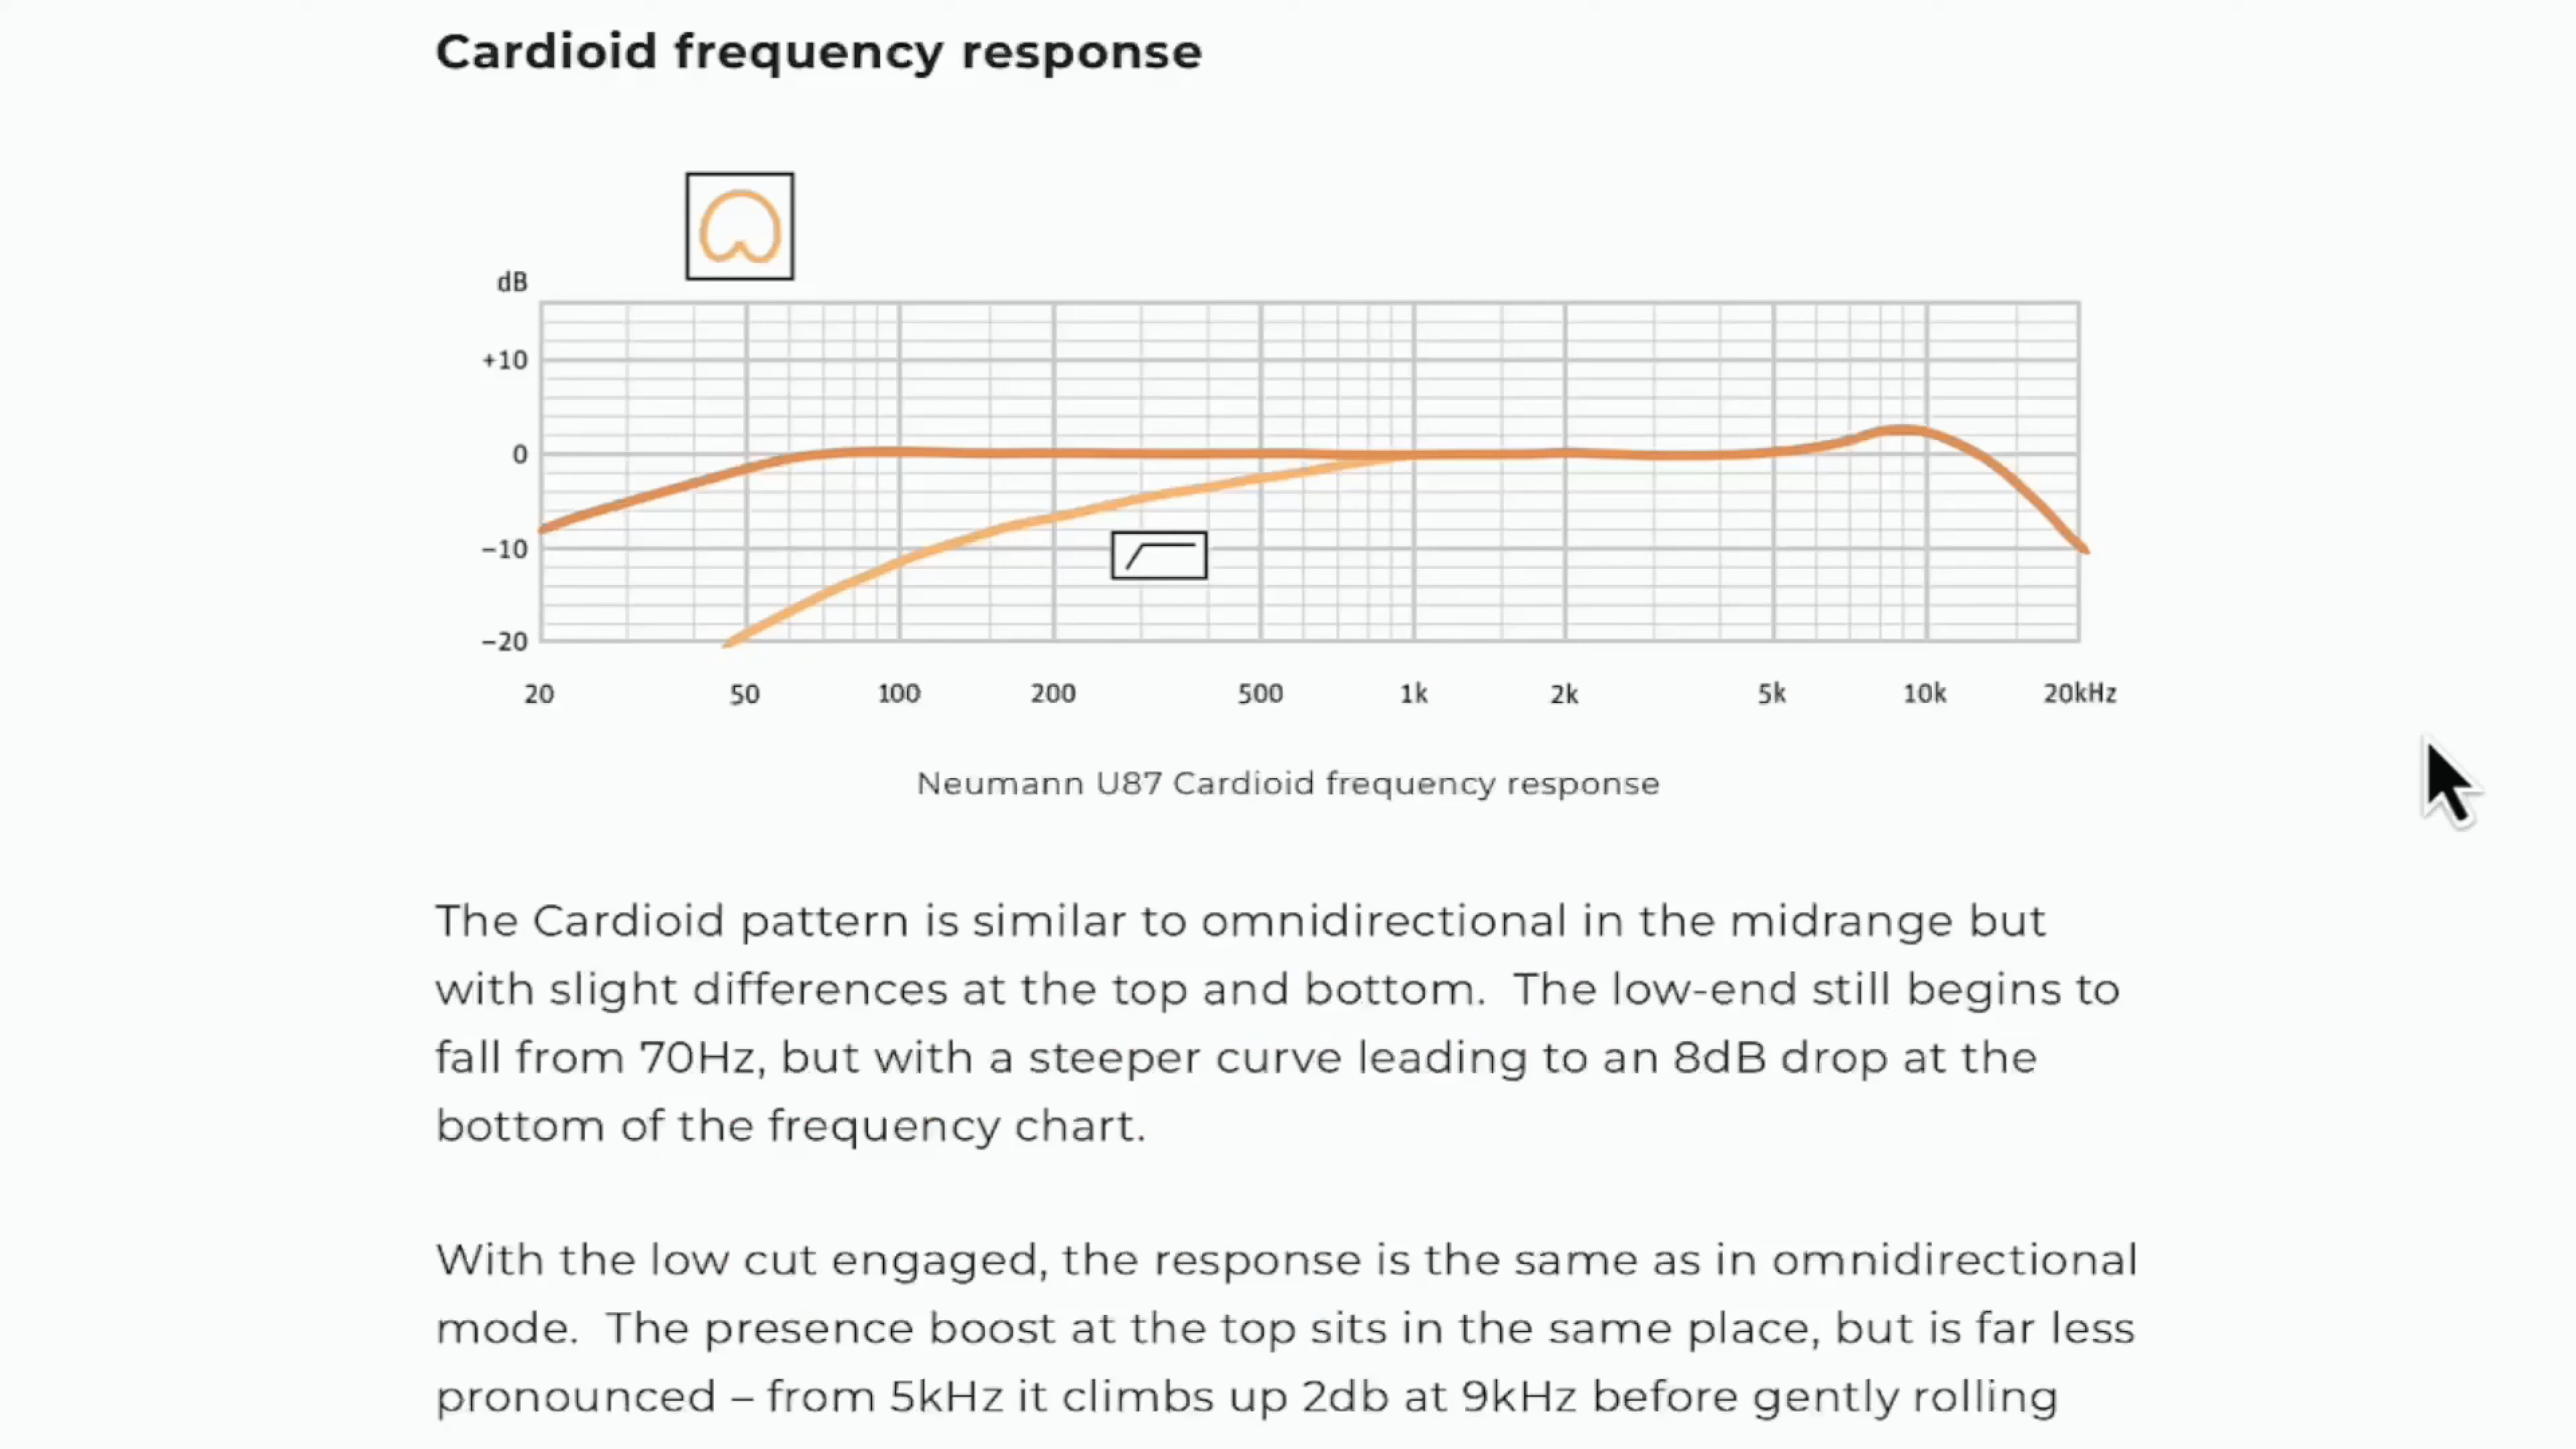 Cardioid frequency response
dB
+10
0
−10
−20
20 50 100 200 500 1k 2k 5k 10k 20kHz
Neumann U87 Cardioid frequency response
The Cardioid pattern is similar to omnidirectional in the midrange but
with slight differences at the top and bottom. The low-end still begins to
fall from 70Hz, but with a steeper curve leading to an 8dB drop at the
bottom of the frequency chart.
With the low cut engaged, the response is the same as in omnidirectional
mode. The presence boost at the top sits in the same place, but is far less
pronounced – from 5kHz it climbs up 2db at 9kHz before gently rolling